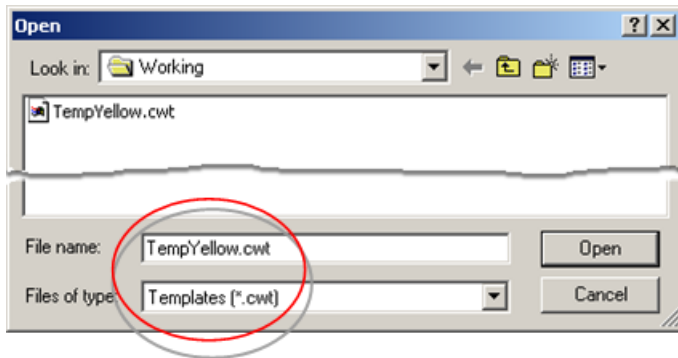 Open
Look in: Working
TempYellow.cwt
File name: TempYellow.cwt Open
Files of type: Templates (*.cwt) Cancel